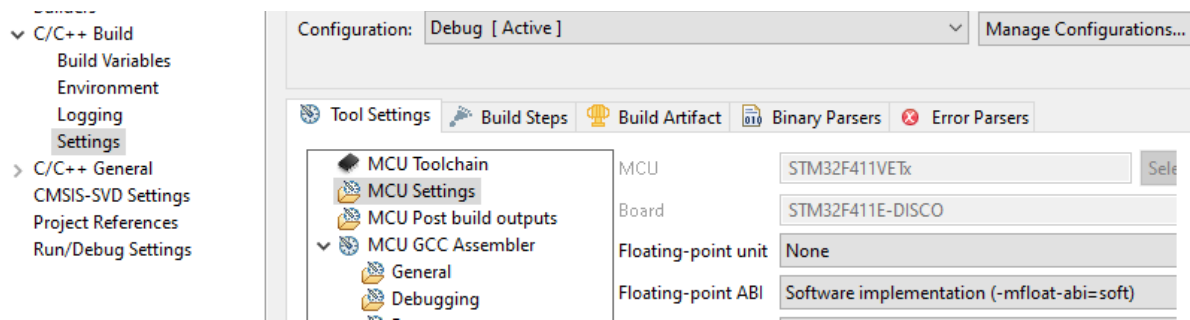 Builders
C/C++ Build
Build Variables
Environment
Logging
Settings
C/C++ General
CMSIS-SVD Settings
Project References
Run/Debug Settings
Configuration: Debug [ Active ] Manage Configurations...
Tool Settings Build Steps Build Artifact Binary Parsers Error Parsers
MCU Toolchain
MCU Settings
MCU Post build outputs
MCU GCC Assembler
General
Debugging
MCU STM32F411VETx
Board STM32F411E-DISCO
Floating-point unit None
Floating-point ABI Software implementation (-mfloat-abi=soft)